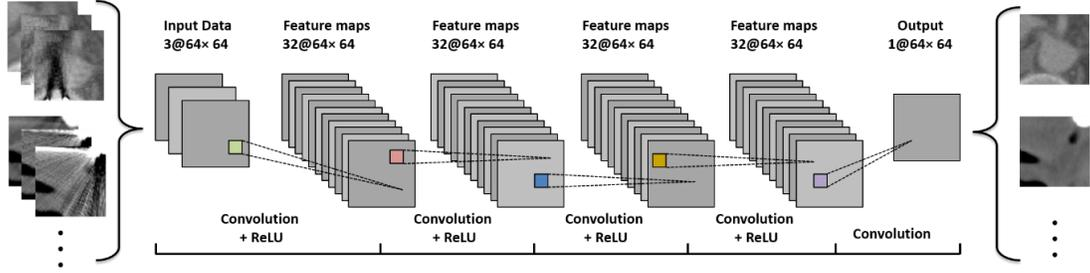 Input Data
3@64× 64
Feature maps
32@64× 64
Feature maps
32@64× 64
Feature maps
32@64× 64
Feature maps
32@64× 64
Output
1@64× 64
Convolution
+ ReLU
Convolution
+ ReLU
Convolution
+ ReLU
Convolution
+ ReLU
Convolution